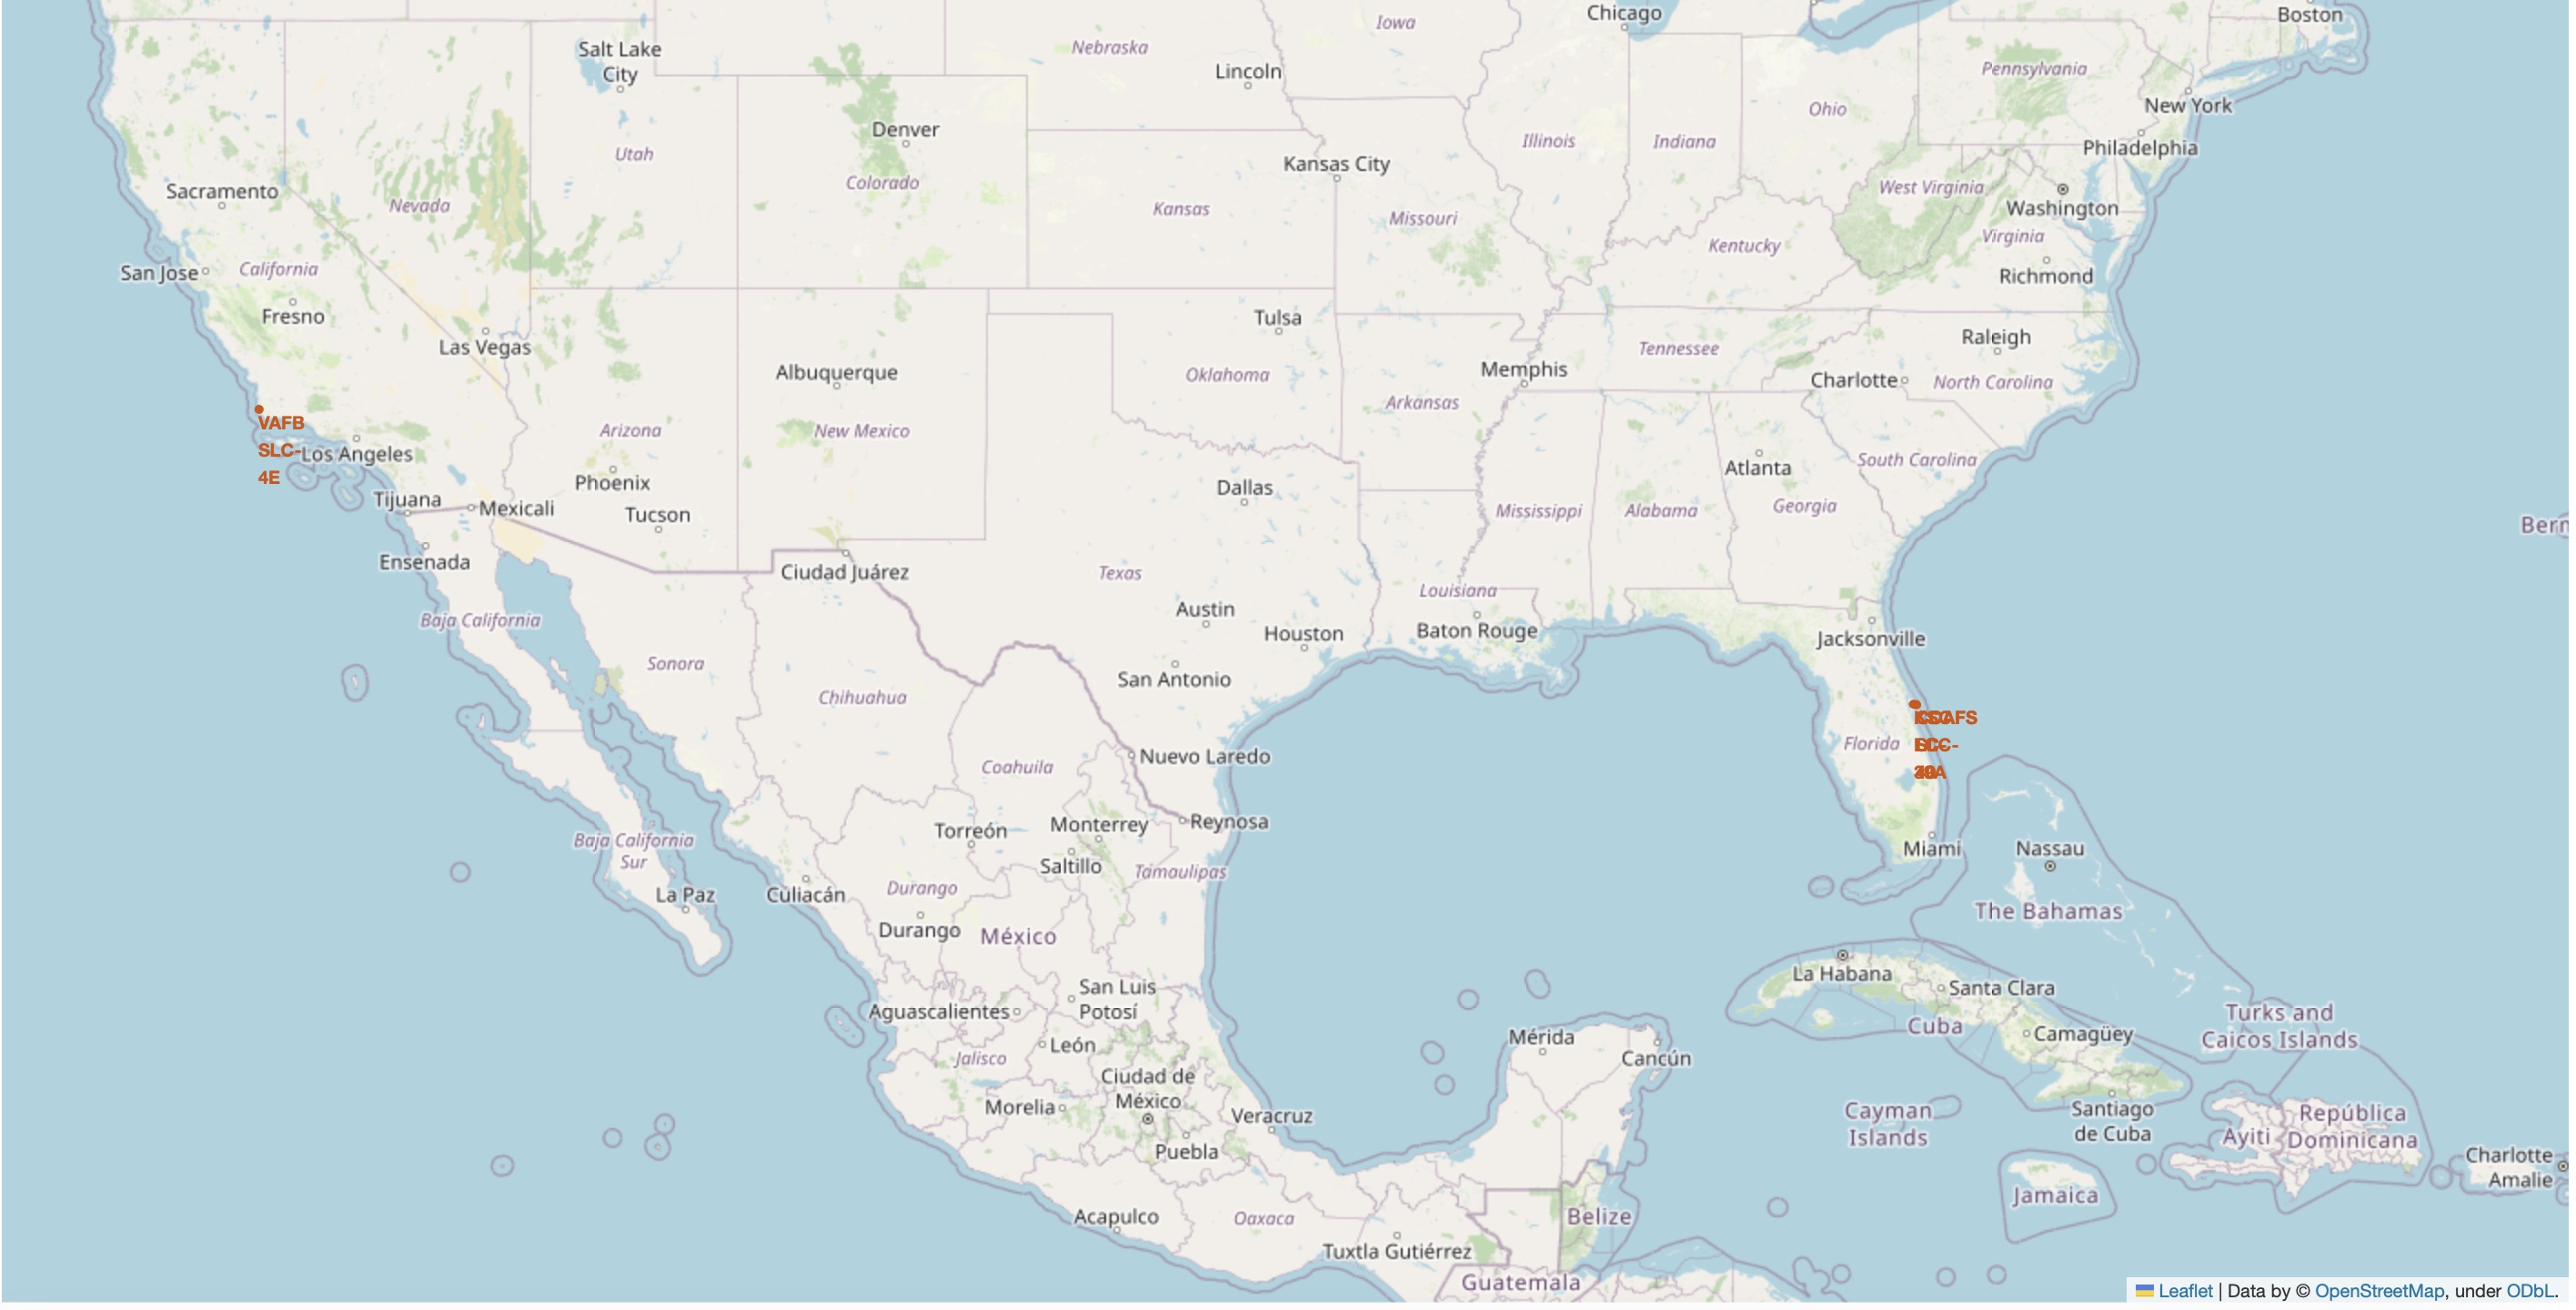 Chicago
Boston
Iowa
Salt Lake
City
Nebraska
Lincoln
Pennsylvania
New York
Ohio
Denver
Illinois
Indiana
Utah
Philadelphia
Kansas City
Colorado
West Virginia
Sacramento
Nevada
Kansas
Missouri
Washington
Virginia
Kentucky
San Jose
California
Richmond
Fresno
Tulsa
Las Vegas
Raleigh
Tennessee
Albuquerque
Oklahoma
Memphis
Charlotte
North Carolina
Arkansas
VAFB
SLC-
4E
Arizona
New Mexico
Los Angeles
Atlanta
South Carolina
Phoenix
Dallas
Tijuana
Mexicali
Tucson
Mississippi
Alabama
Georgia
Bern
Ensenada
Ciudad Juárez
Texas
Louisiana
Austin
Baja California
Houston
Baton Rouge
Jacksonville
Sonora
San Antonio
Chihuahua
Florida
Nuevo Laredo
Coahuila
Reynosa
Torreón
Monterrey
Baja California
Sur
Saltillo
Tamaulipas
Miami
Nassau
La Paz
Culiacán
Durango
Durango
México
The Bahamas
La Habana
Santa Clara
San Luis
Potosí
Aguascalientes
Turks and
Caicos Islands
Cuba
Camagüey
Mérida
León
Jalisco
Cancún
Ciudad de
México
Morelia
Veracruz
Cayman
Islands
Santiago
de Cuba
República
Dominicana
Ayiti
Puebla
Charlotte
Amalie
Jamaica
Acapulco
Oaxaca
Belize
Tuxtla Gutiérrez
Guatemala
Leaflet | Data by © OpenStreetMap, under ODbL.